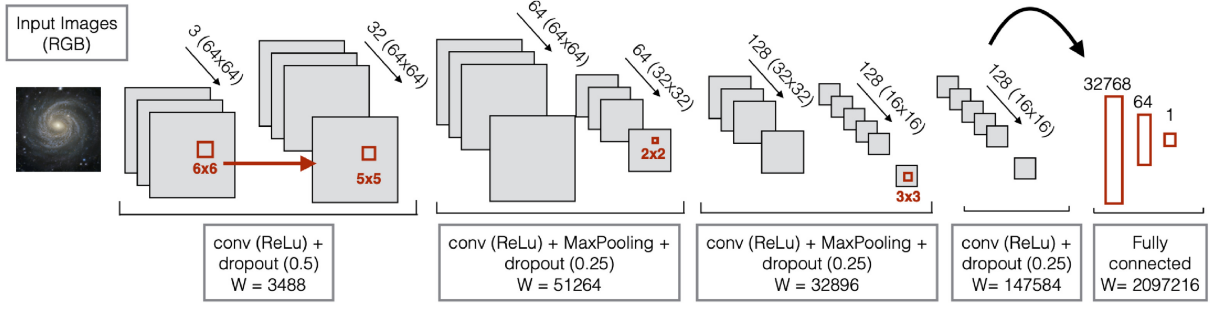 Input Images
(RGB)
3 (64x64)
32 (64x64)
64 (64x64)
64 (32x32)
128 (32x32)
128 (16x16)
128 (16x16)
32768
64
1
6x6
5x5
2x2
3x3
conv (ReLu) +
dropout (0.5)
W = 3488
conv (ReLu) + MaxPooling +
dropout (0.25)
W = 51264
conv (ReLu) + MaxPooling +
dropout (0.25)
W = 32896
conv (ReLu) +
dropout (0.25)
W= 147584
Fully
connected
W= 2097216